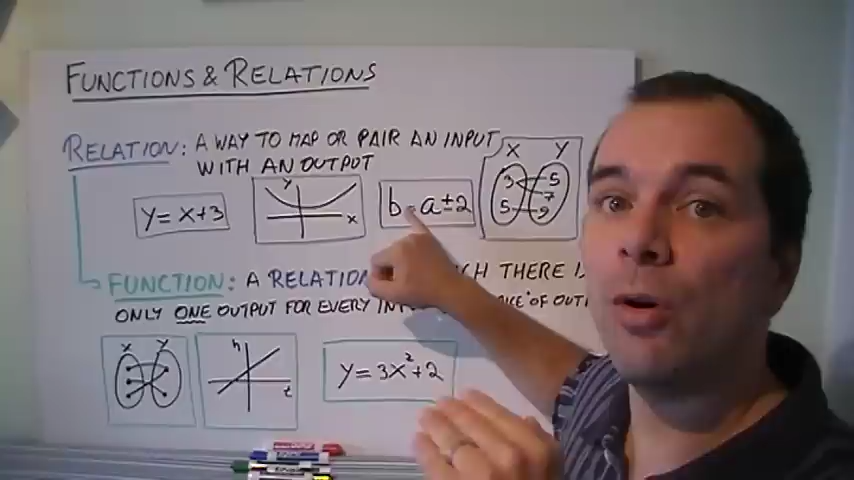 FUNCTIONS & RELATIONS
RELATION: A WAY TO MAP OR PAIR AN INPUT
WITH AN OUTPUT
y = x+3
y
x
b = a ± 2
X Y
3 5
7
5 9
FUNCTION: A RELATION THERE
ONLY ONE OUTPUT FOR EVERY OF
x y
h
t
y = 3x²+2